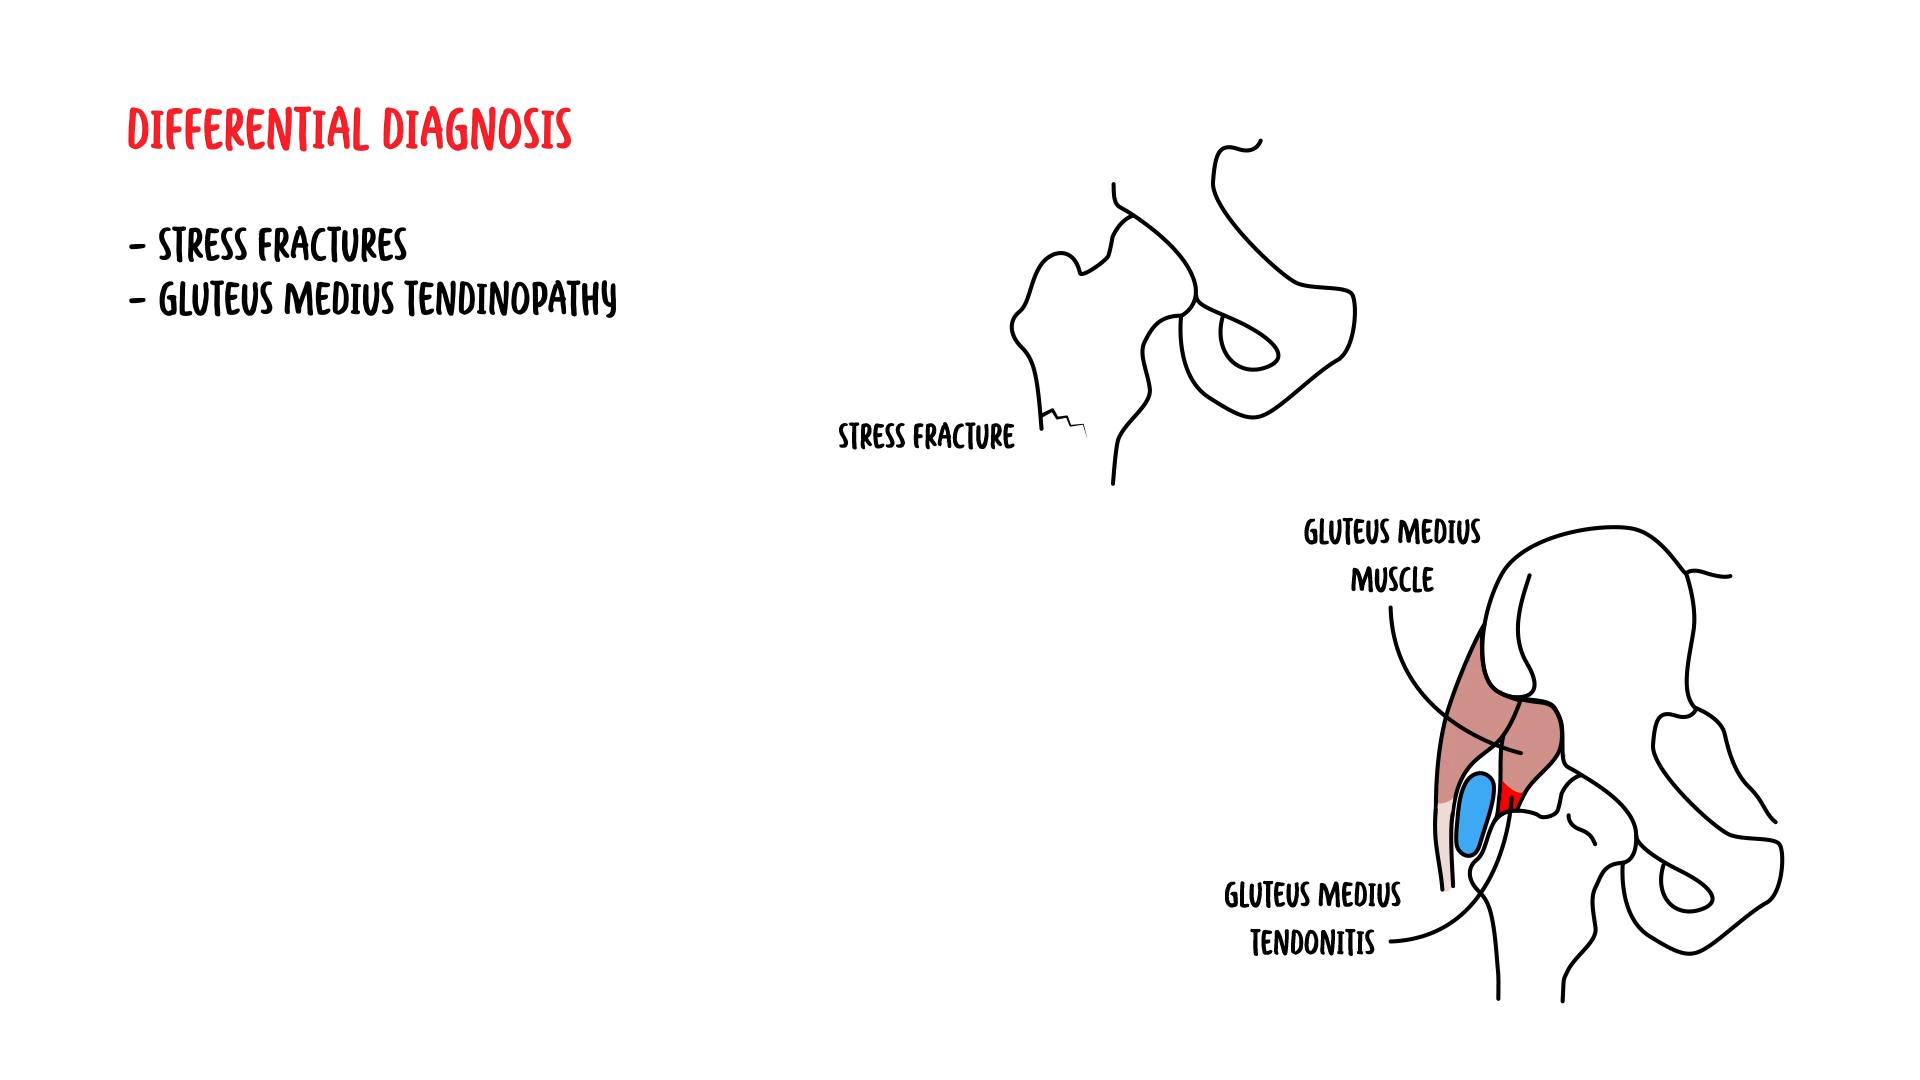 DIFFERENTIAL DIAGNOSIS
- STRESS FRACTURES
- GLUTEUS MEDIUS TENDINOPATHY
STRESS FRACTURE
GLUTEUS MEDIUS
MUSCLE
GLUTEUS MEDIUS
TENDONITIS